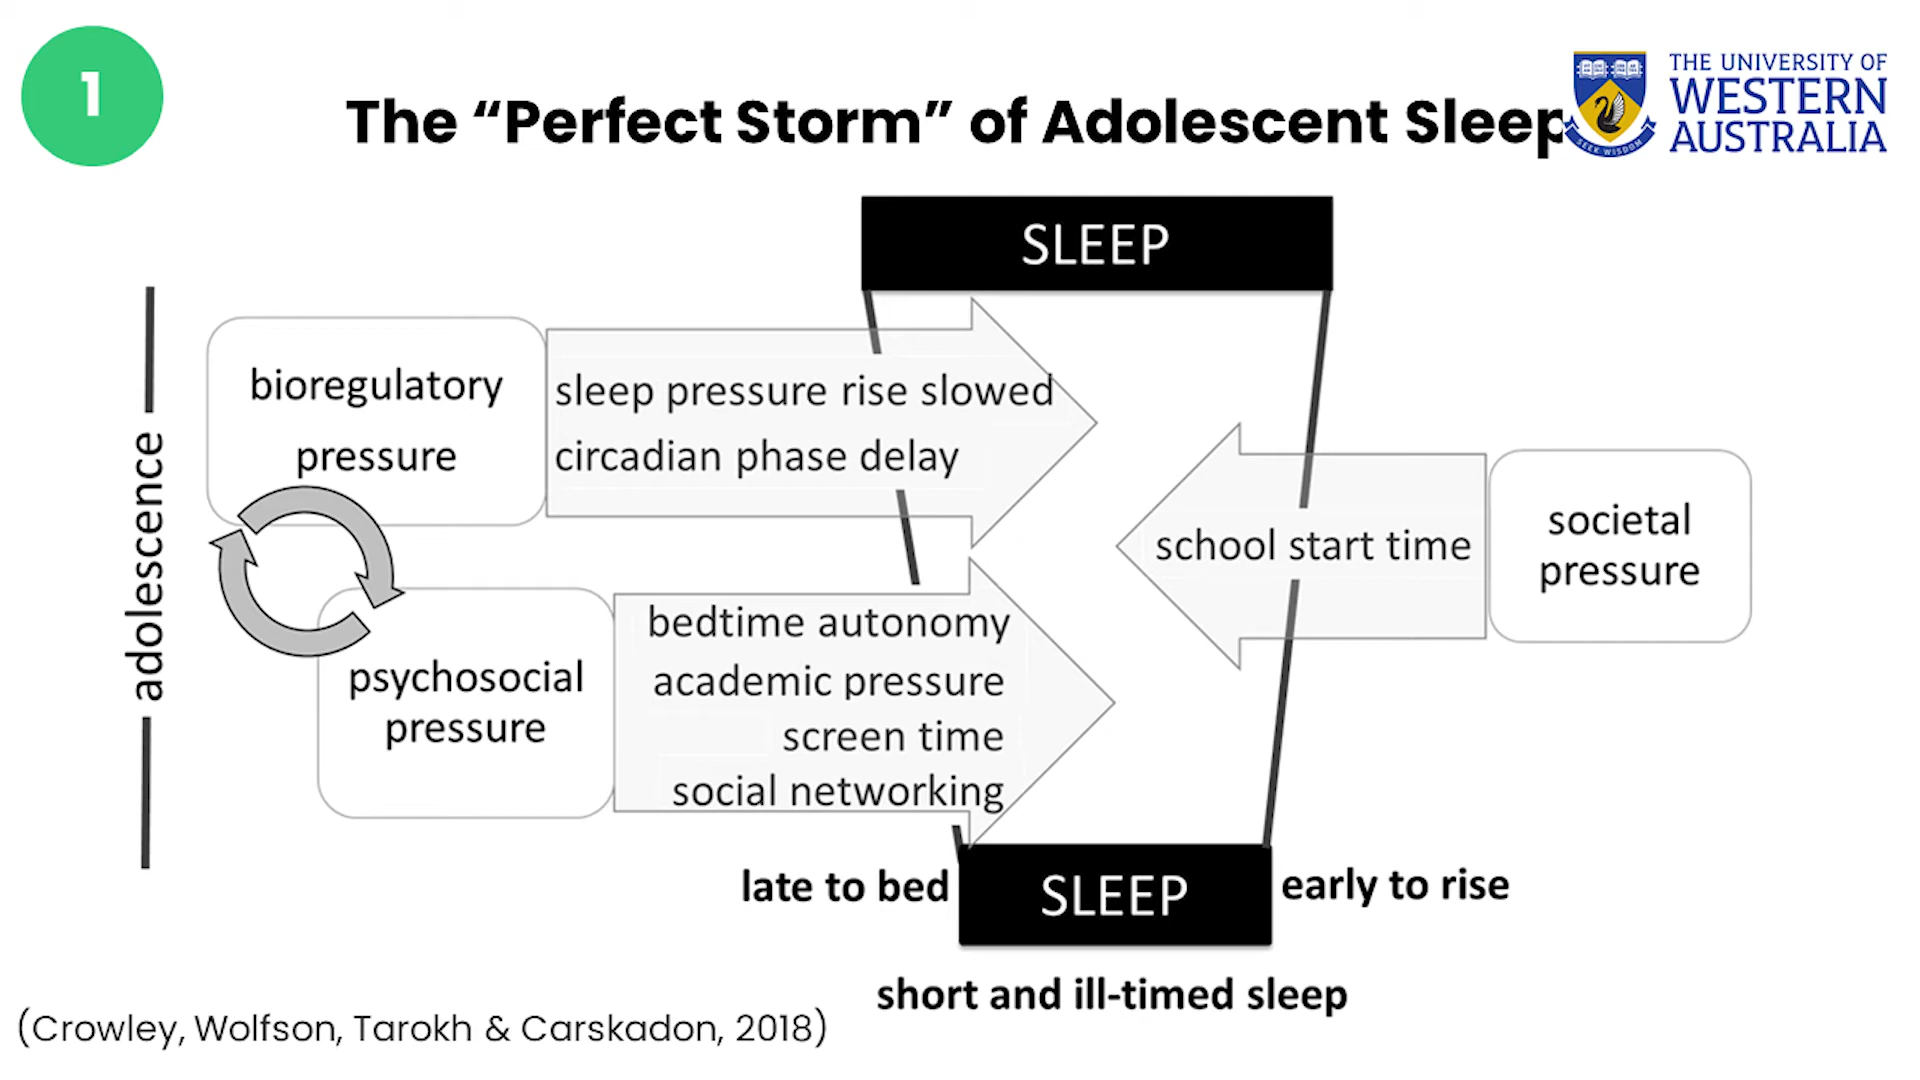 1
The “Perfect Storm” of Adolescent Sleep
THE UNIVERSITY OF
WESTERN
AUSTRALIA
SEEK WISDOM
SLEEP
adolescence
bioregulatory
pressure
sleep pressure rise slowed
circadian phase delay
school start time
societal
pressure
psychosocial
pressure
bedtime autonomy
academic pressure
screen time
social networking
late to bed
SLEEP
early to rise
short and ill-timed sleep
(Crowley, Wolfson, Tarokh & Carskadon, 2018)